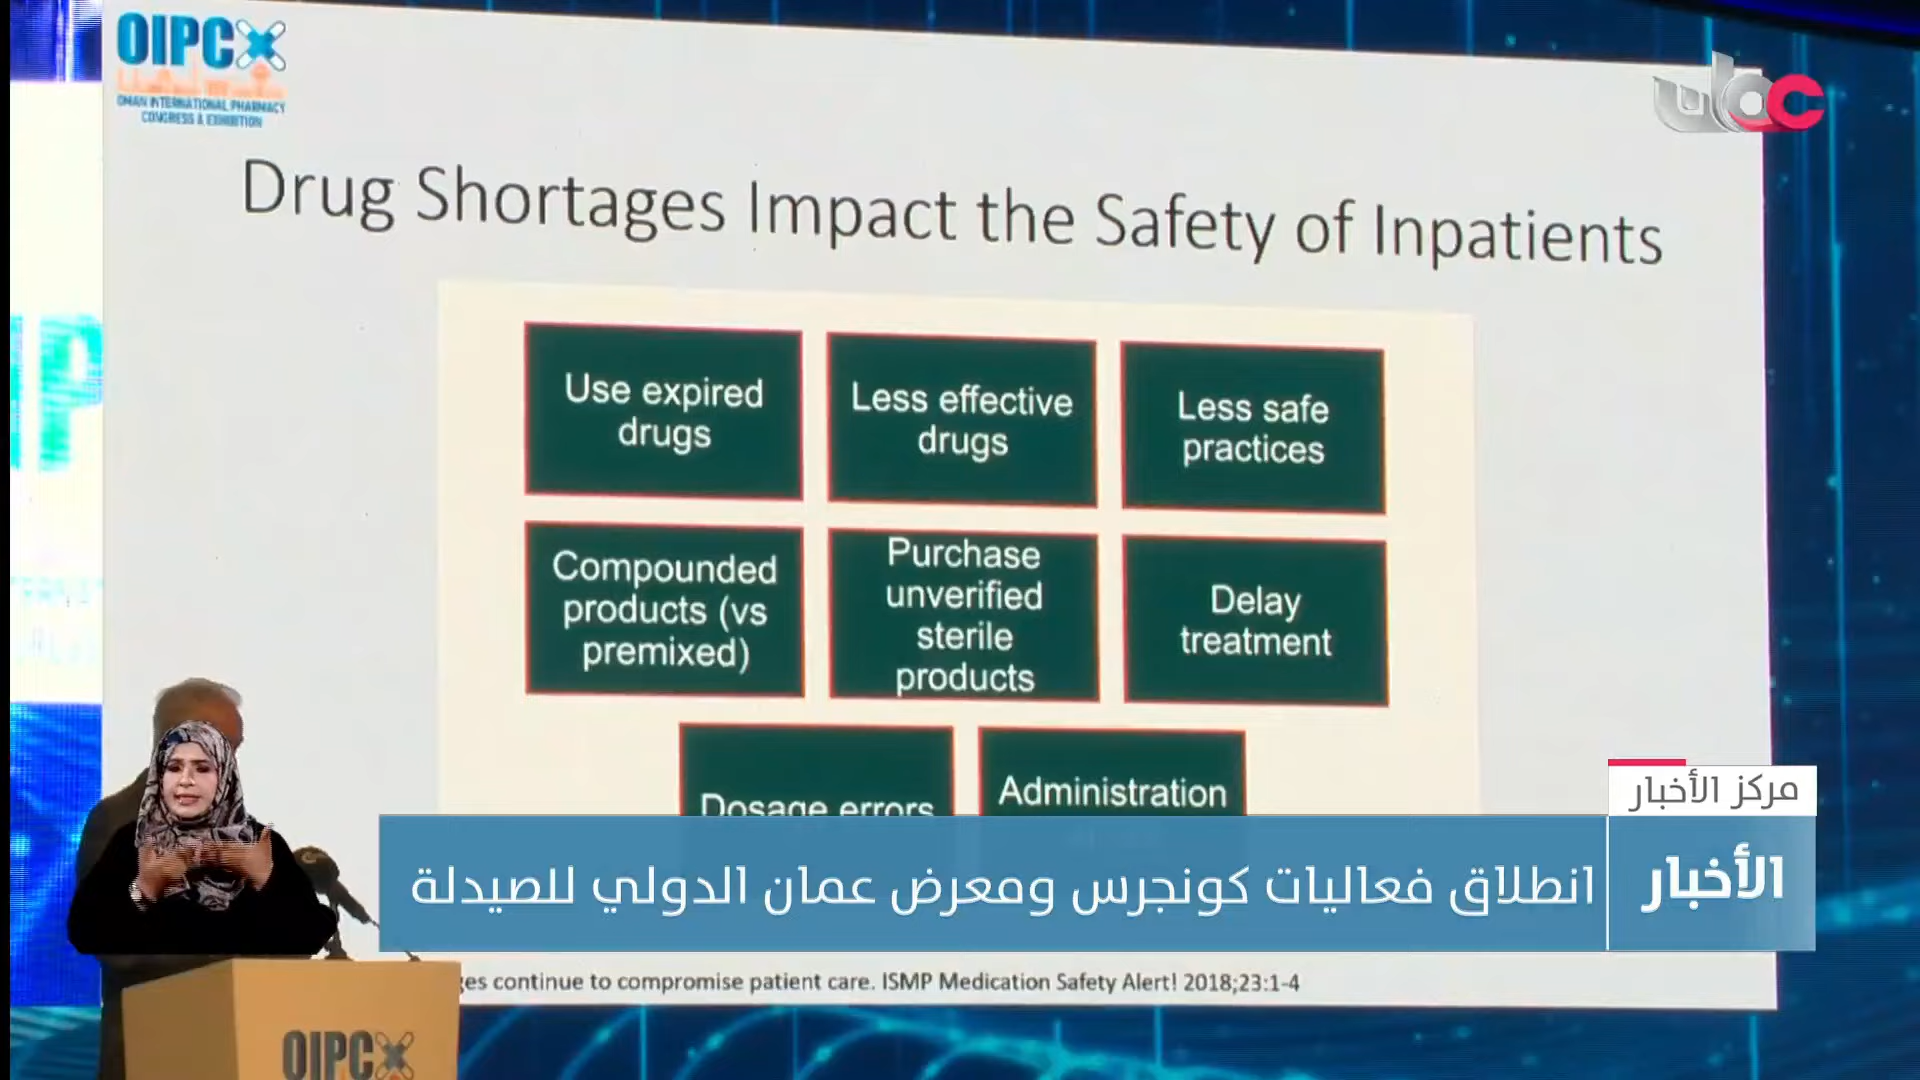 OIPCX
OMAN INTERNATIONAL PHARMACY
CONGRESS & EXHIBITION
عمان
Drug Shortages Impact the Safety of Inpatients
Use expired
drugs
Less effective
drugs
Less safe
practices
Compounded
products (vs
premixed)
Purchase
unverified
sterile
products
Delay
treatment
Dosage errors
Administration
مركز الأخبار
الأخبار
انطلاق فعاليات كونجرس ومعرض عمان الدولي للصيدلة
continue to compromise patient care. ISMP Medication Safety Alert! 2018;23:1-4
OIPCX